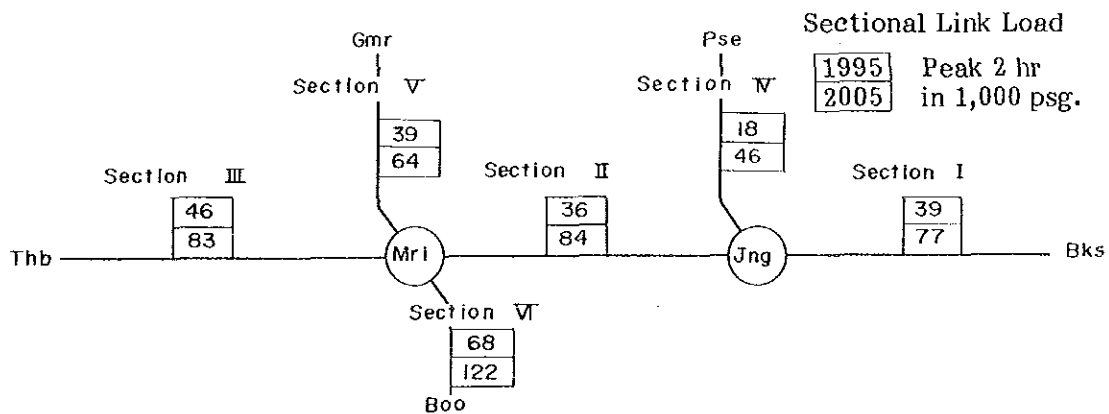 Sectional Link Load
1995 Peak 2 hr
2005 in 1,000 psg.
Gmr
Section V
39
64
Pse
Section IV
18
46
Section III
46
83
Section II
36
84
Section I
39
77
Thb
Mri
Jng
Bks
Section VI
68
122
Boo